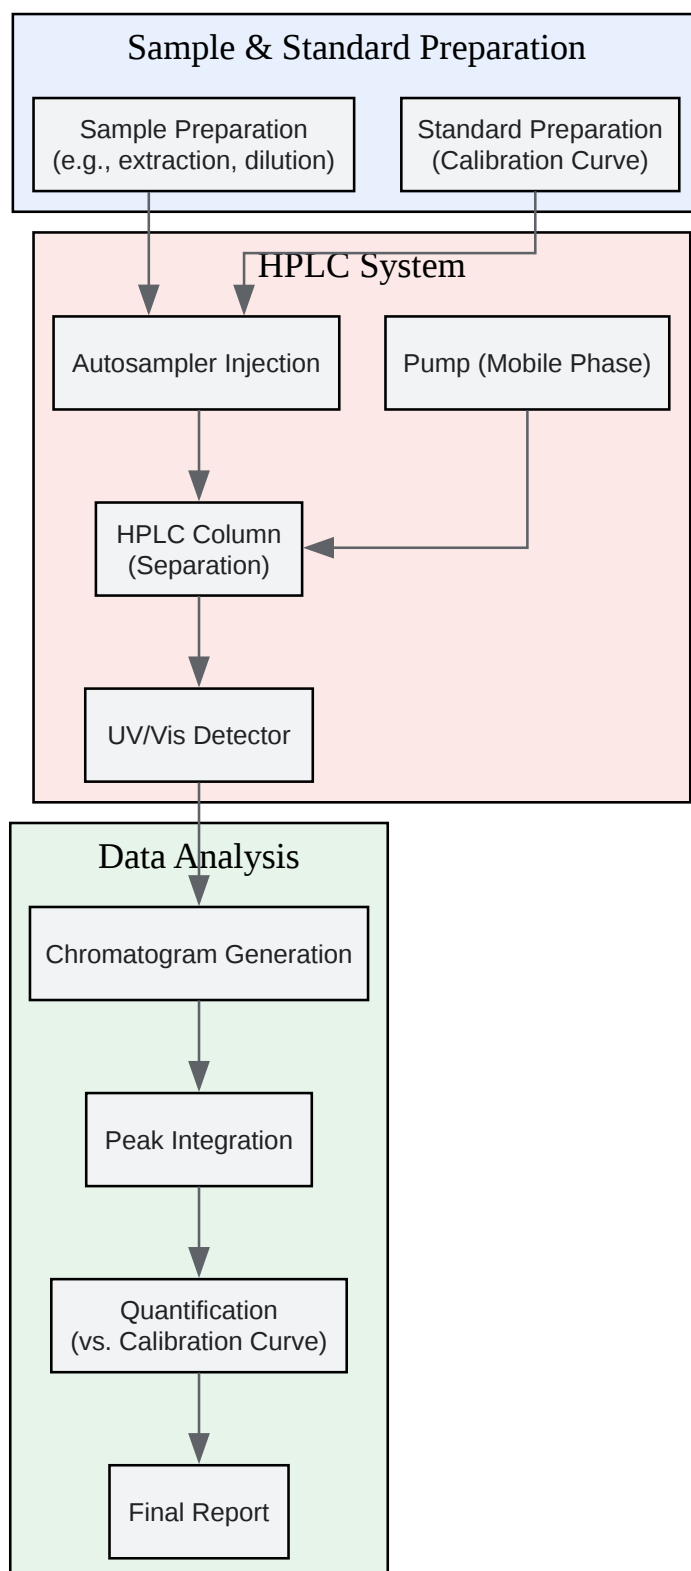 Sample & Standard Preparation
Sample Preparation
(e.g., extraction, dilution)
Standard Preparation
(Calibration Curve)
HPLC System
Autosampler Injection
Pump (Mobile Phase)
HPLC Column
(Separation)
UV/Vis Detector
Data Analysis
Chromatogram Generation
Peak Integration
Quantification
(vs. Calibration Curve)
Final Report